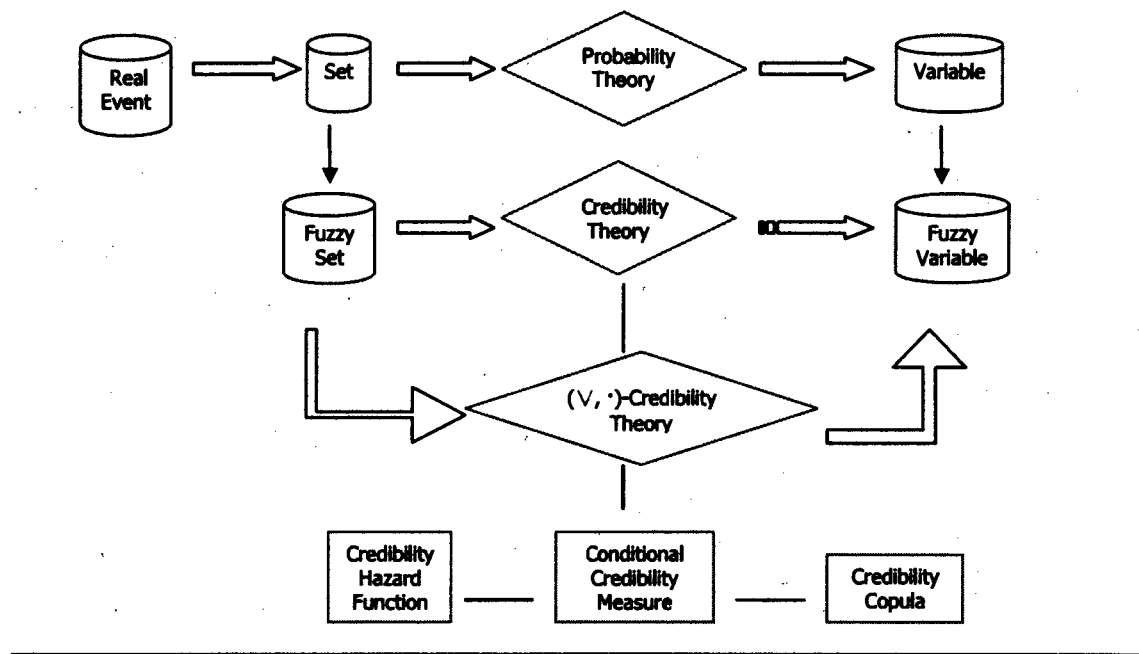 Real
Event
Set
Probability
Theory
Variable
Fuzzy
Set
Credibility
Theory
Fuzzy
Variable
(∨, ·)-Credibility
Theory
Credibility
Hazard
Function
Conditional
Credibility
Measure
Credibility
Copula